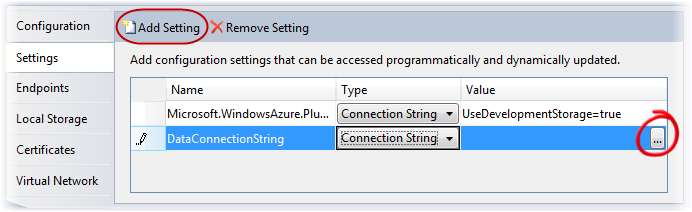 Configuration
Settings
Endpoints
Local Storage
Certificates
Virtual Network
Add Setting Remove Setting
Add configuration settings that can be accessed programmatically and dynamically updated.
Name Type Value
Microsoft.WindowsAzure.Plu... Connection String UseDevelopmentStorage=true
DataConnectionString Connection String ...